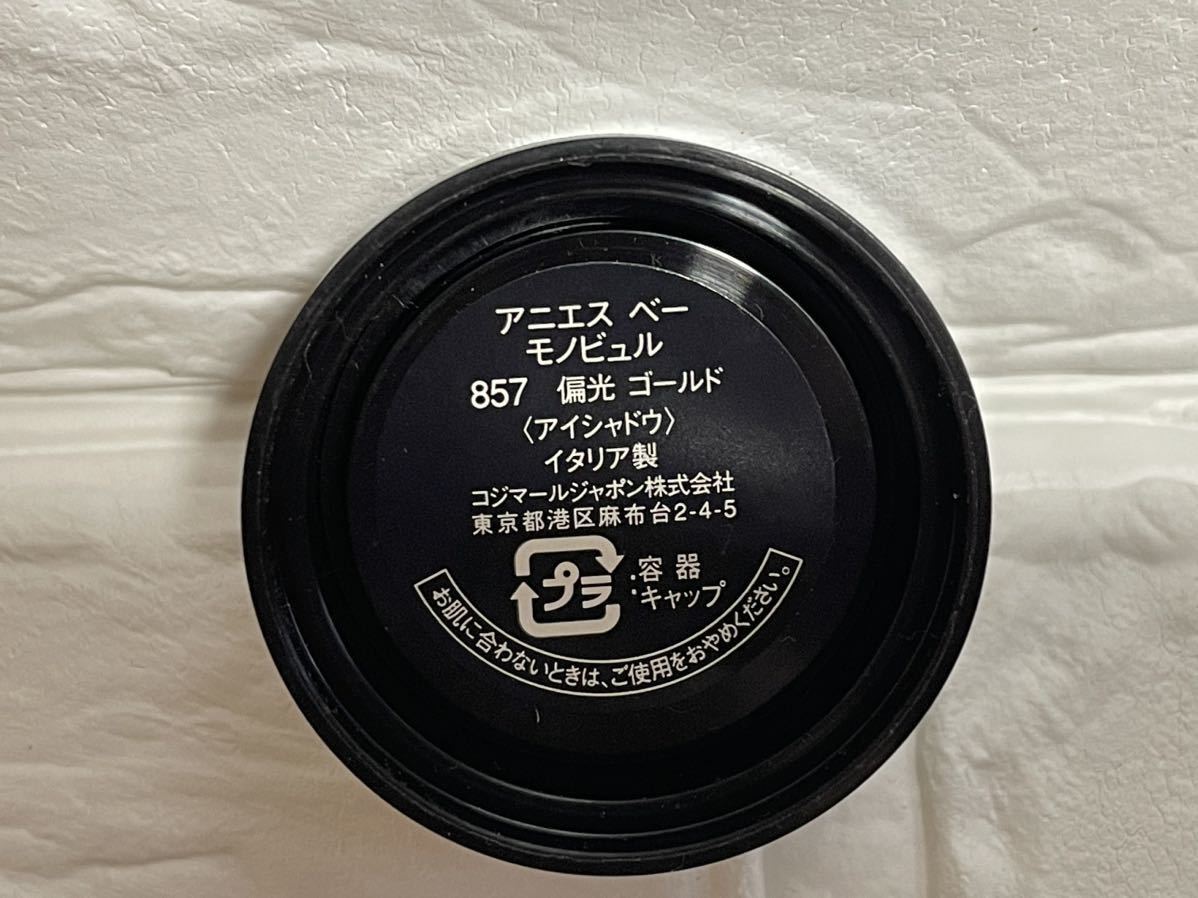 アニエス ベー
モノビュル
857 偏光 ゴールド
〈アイシャドウ〉
イタリア製
コジマールジャポン株式会社
東京都港区麻布台2-4-5
プラ :容器
:キャップ
お肌に合わないときは、ご使用をおやめください。
K